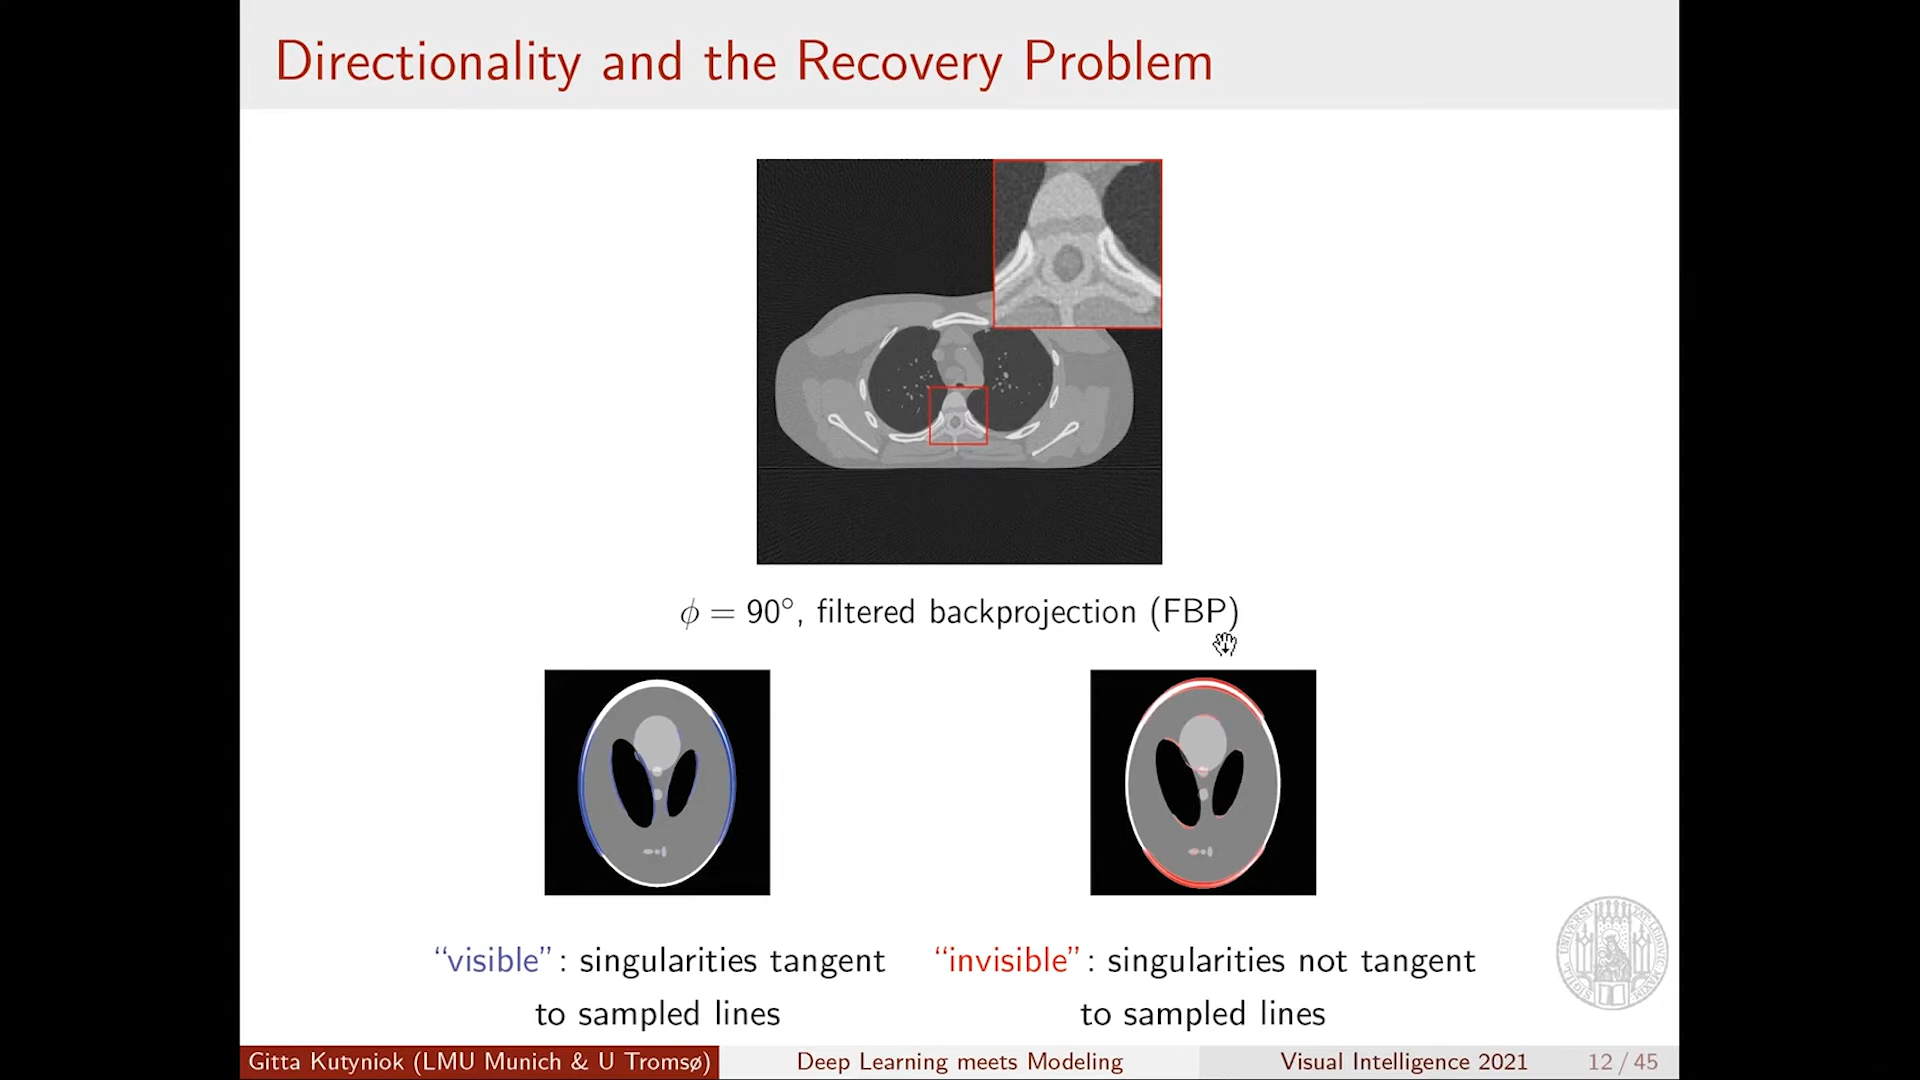 Directionality and the Recovery Problem
ϕ = 90°, filtered backprojection (FBP)
“visible”: singularities tangent
to sampled lines
“invisible”: singularities not tangent
to sampled lines
Gitta Kutyniok (LMU Munich & U Tromsø)
Deep Learning meets Modeling
Visual Intelligence 2021
12 / 45